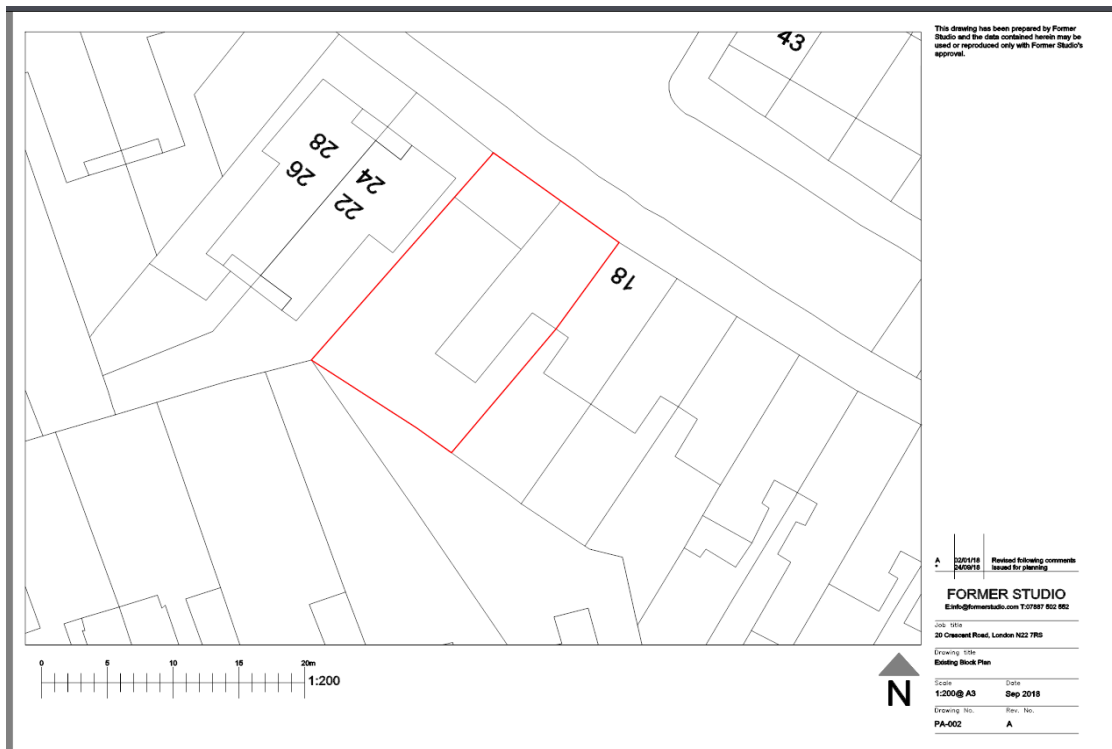 This drawing has been prepared by Former
Studio and the data contained herein may be
used or reproduced only with Former Studio's
approval.
43
28
26
24
22
18
A 02/01/18 Revised following comments
* 24/09/18 Issued for planning
FORMER STUDIO
E:info@formerstudio.com T:07887 502 552
Job title
20 Crescent Road, London N22 7RS
Drawing title
Existing Block Plan
Scale Date
1:200@ A3 Sep 2018
Drawing No. Rev. No.
PA-002 A
0 5 10 15 20m
1:200
N